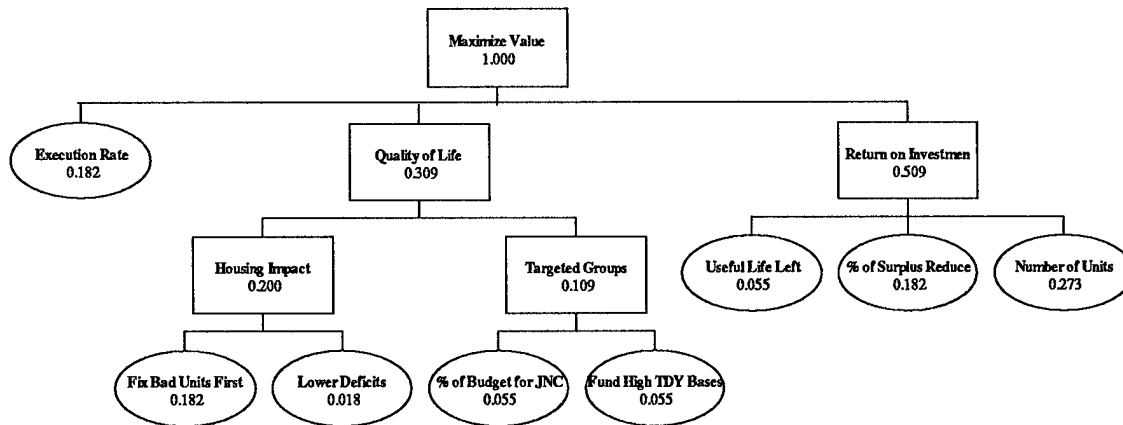 Maximize Value
1.000
Execution Rate
0.182
Quality of Life
0.309
Return on Investmen
0.509
Housing Impact
0.200
Targeted Groups
0.109
Useful Life Left
0.055
% of Surplus Reduce
0.182
Number of Units
0.273
Fix Bad Units First
0.182
Lower Deficits
0.018
% of Budget for JNC
0.055
Fund High TDY Bases
0.055